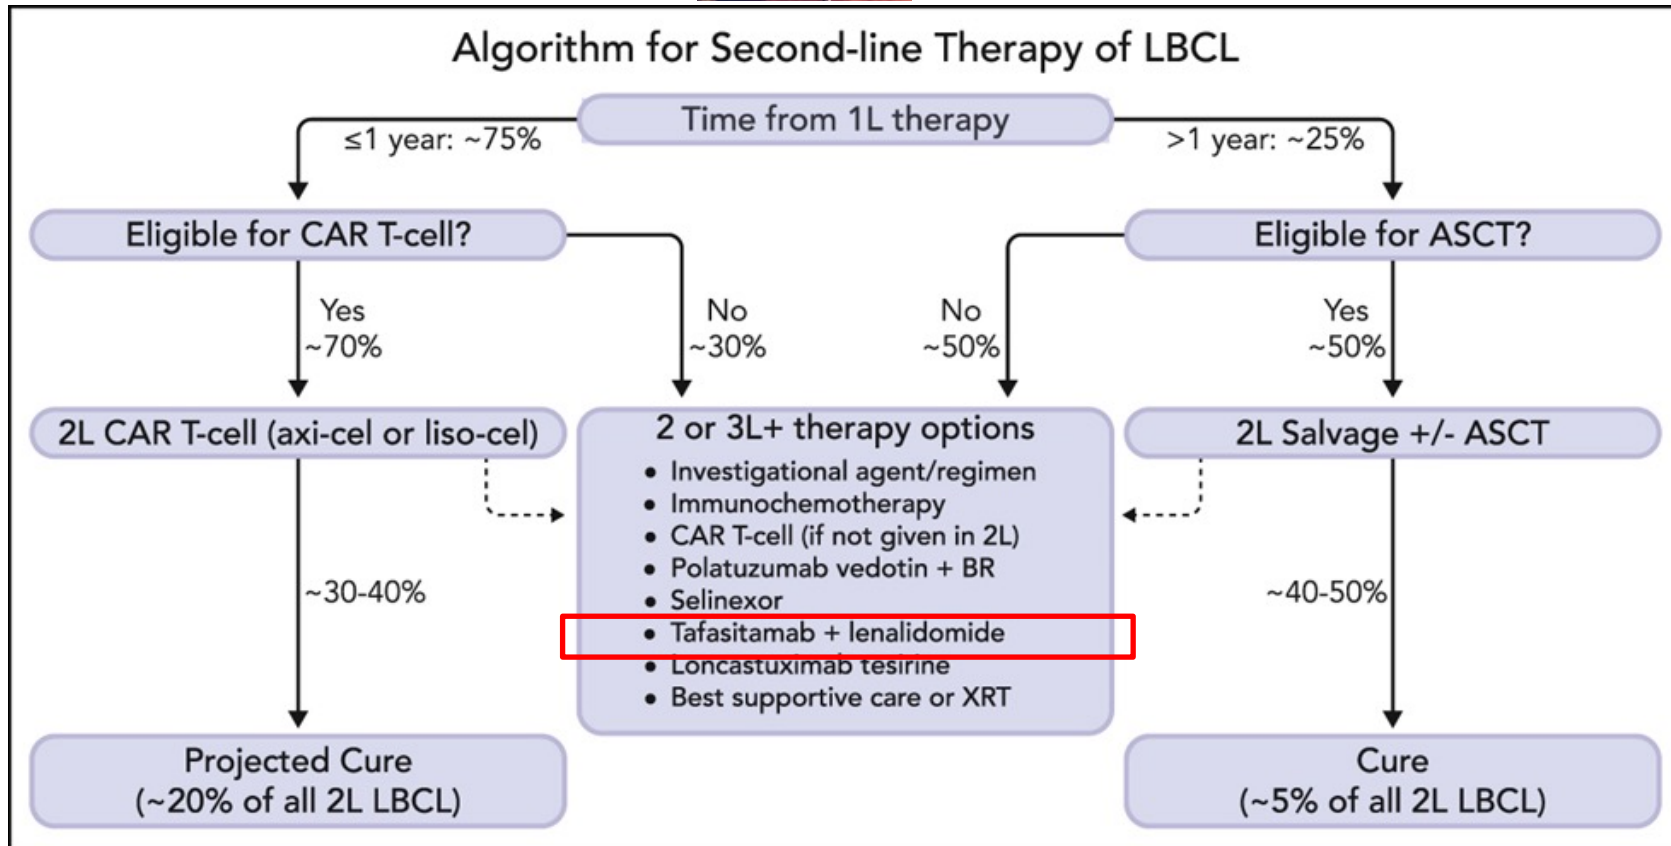 Algorithm for Second-line Therapy of LBCL
Time from 1L therapy
≤1 year: ~75%
>1 year: ~25%
Eligible for CAR T-cell?
Eligible for ASCT?
Yes
~70%
No
~30%
No
~50%
Yes
~50%
2L CAR T-cell (axi-cel or liso-cel)
2 or 3L+ therapy options
• Investigational agent/regimen
• Immunochemotherapy
• CAR T-cell (if not given in 2L)
• Polatuzumab vedotin + BR
• Selinexor
• Tafasitamab + lenalidomide
• Loncastuximab tesirine
• Best supportive care or XRT
2L Salvage +/- ASCT
~30-40%
~40-50%
Projected Cure
(~20% of all 2L LBCL)
Cure
(~5% of all 2L LBCL)